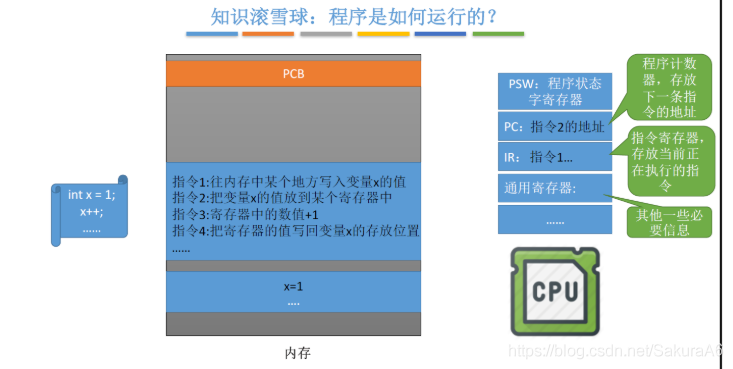 知识滚雪球：程序是如何运行的？
PCB
int x = 1;
x++;
……
指令1:往内存中某个地方写入变量x的值
指令2:把变量x的值放到某个寄存器中
指令3:寄存器中的数值+1
指令4:把寄存器的值写回变量x的存放位置
……
x=1
….
内存
PSW：程序状态
字寄存器
PC：指令2的地址
IR：指令1…
通用寄存器:
……
程序计数
器，存放
下一条指
令的地址
指令寄存器，
存放当前正
在执行的指
令
其他一些必
要信息
CPU
https://blog.csdn.net/SakuraA6